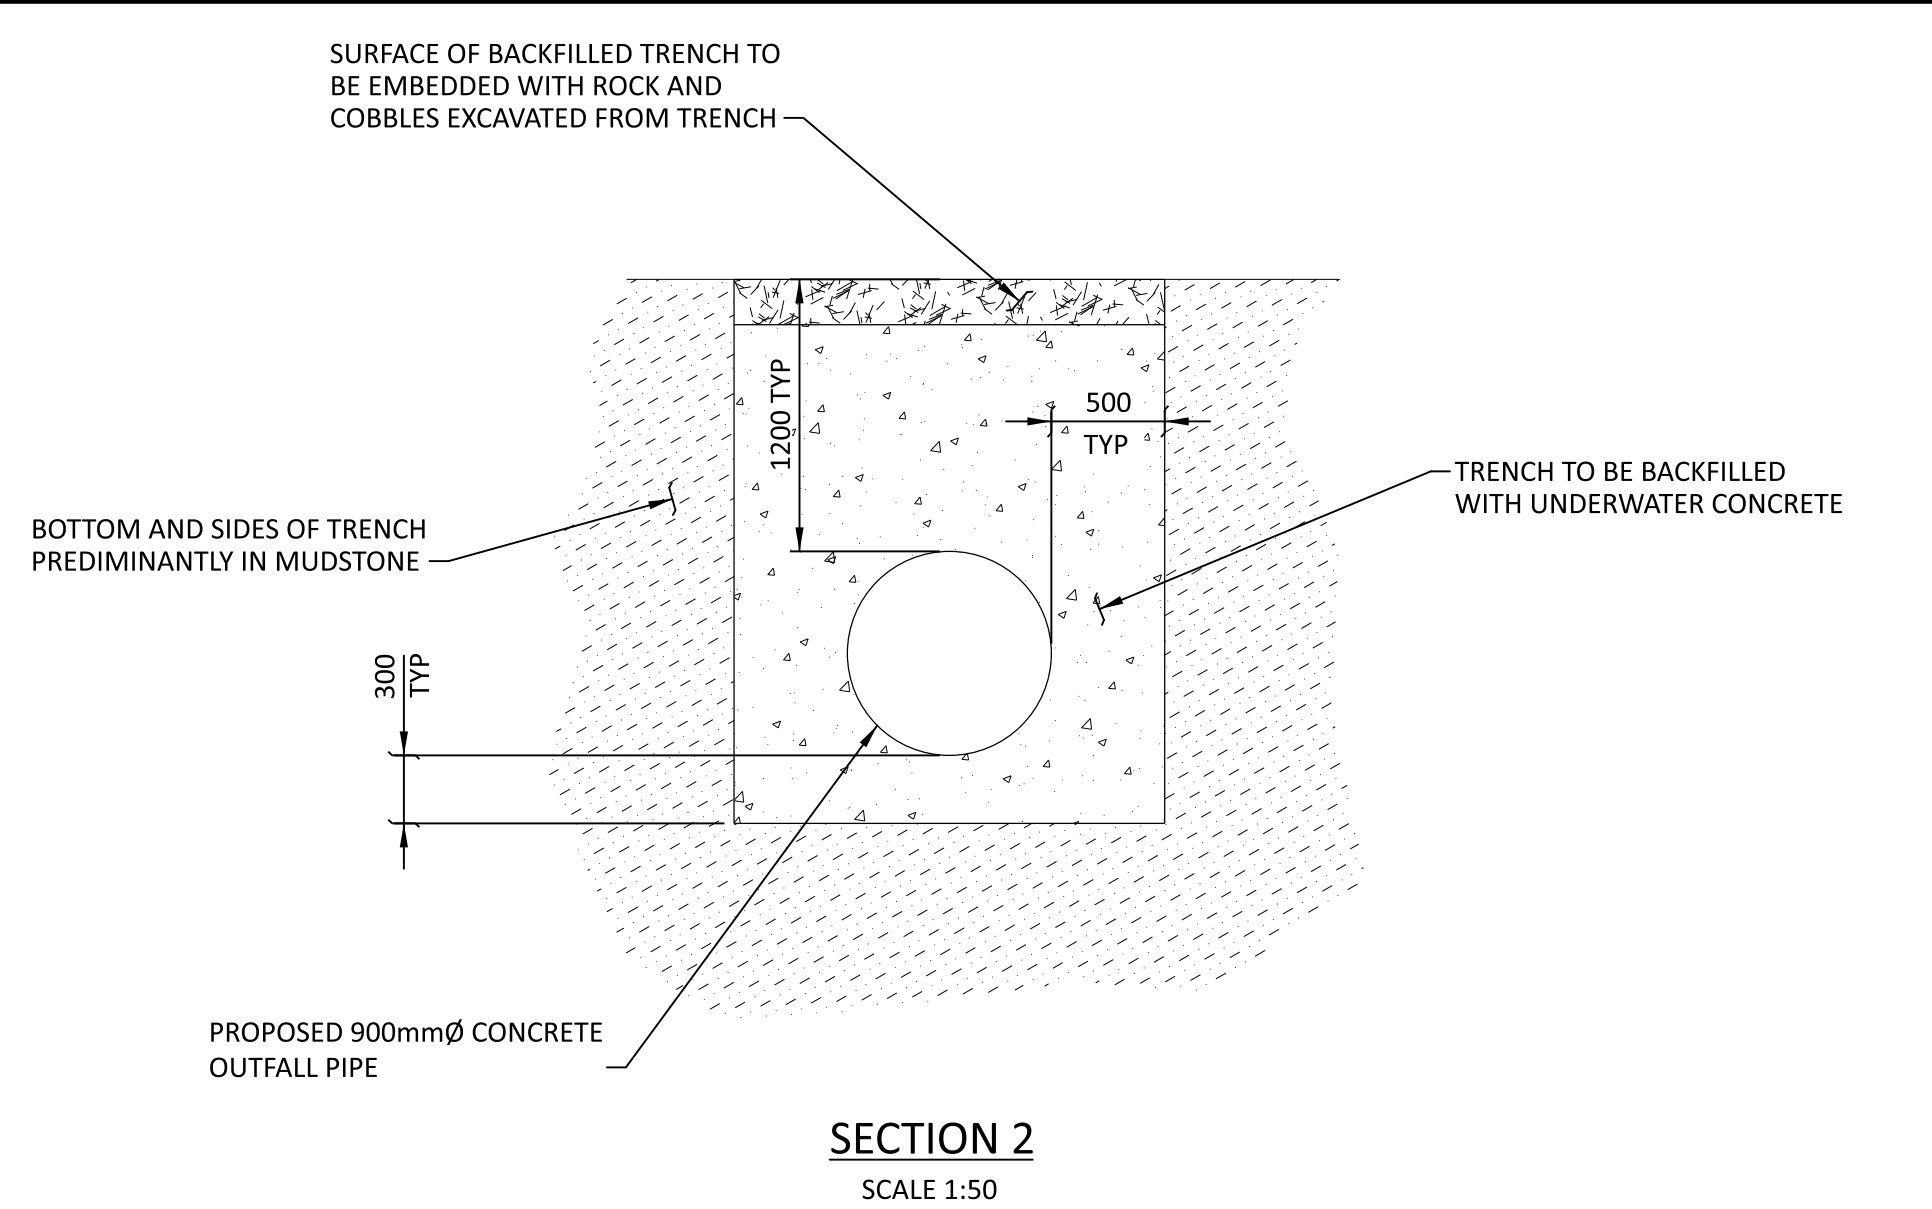 SURFACE OF BACKFILLED TRENCH TO
BE EMBEDDED WITH ROCK AND
COBBLES EXCAVATED FROM TRENCH
1200 TYP
500
TYP
TRENCH TO BE BACKFILLED
WITH UNDERWATER CONCRETE
BOTTOM AND SIDES OF TRENCH
PREDIMINANTLY IN MUDSTONE
300
TYP
PROPOSED 900mmØ CONCRETE
OUTFALL PIPE
SECTION 2
SCALE 1:50